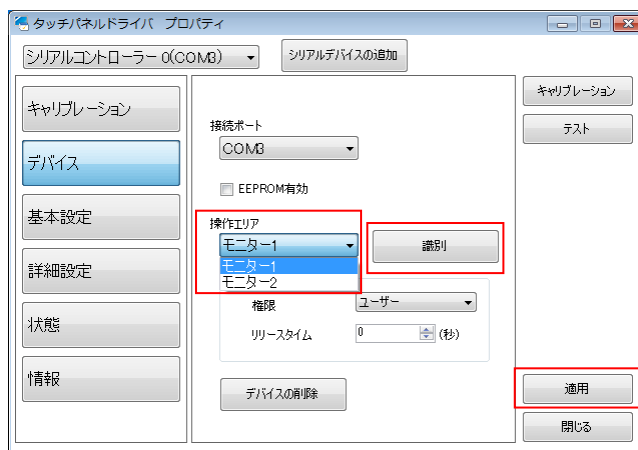 タッチパネルドライバ プロパティ
シリアルコントローラー 0(COM3)
シリアルデバイスの追加
キャリブレーション
デバイス
基本設定
詳細設定
状態
情報
接続ポート
COM3
EEPROM有効
操作エリア
モニター1
識別
モニター1
モニター2
権限
ユーザー
リリースタイム
0
(秒)
デバイスの削除
キャリブレーション
テスト
適用
閉じる